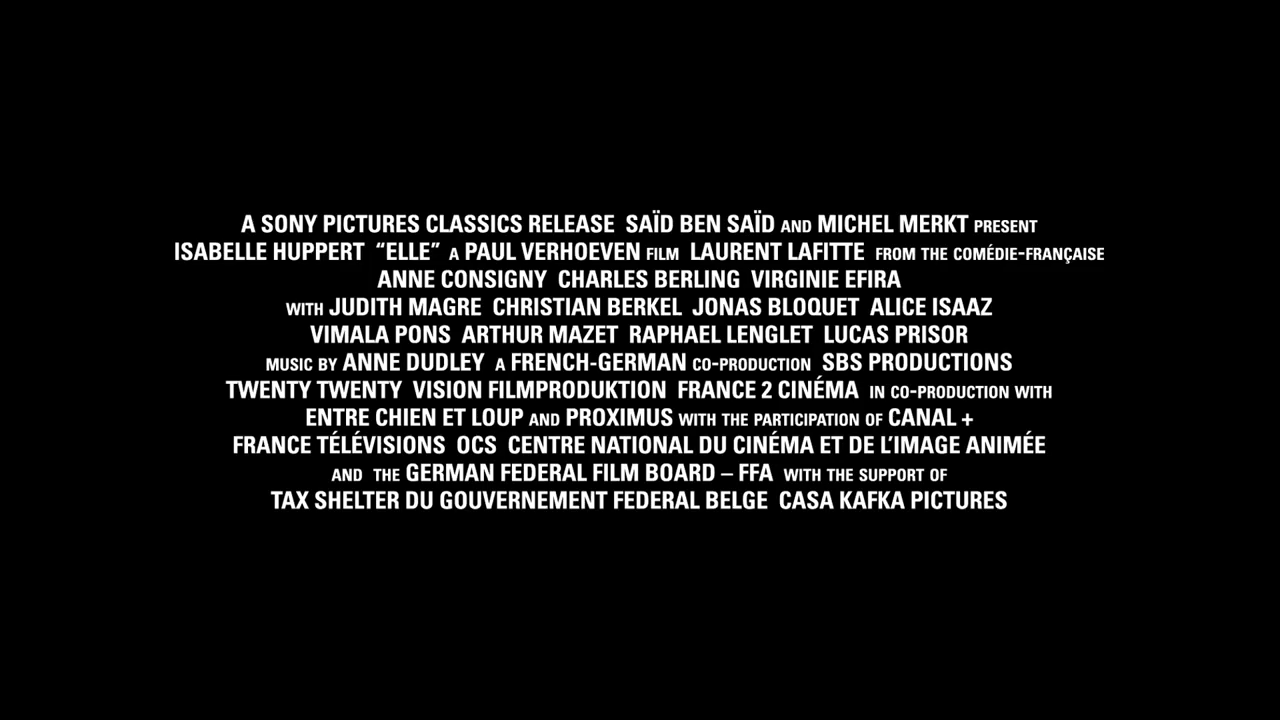 A SONY PICTURES CLASSICS RELEASE SAÏD BEN SAÏD AND MICHEL MERKT PRESENT
ISABELLE HUPPERT “ELLE” A PAUL VERHOEVEN FILM LAURENT LAFITTE FROM THE COMÉDIE-FRANÇAISE
ANNE CONSIGNY CHARLES BERLING VIRGINIE EFIRA
WITH JUDITH MAGRE CHRISTIAN BERKEL JONAS BLOQUET ALICE ISAAZ
VIMALA PONS ARTHUR MAZET RAPHAEL LENGLET LUCAS PRISOR
MUSIC BY ANNE DUDLEY A FRENCH-GERMAN CO-PRODUCTION SBS PRODUCTIONS
TWENTY TWENTY VISION FILMPRODUKTION FRANCE 2 CINÉMA IN CO-PRODUCTION WITH
ENTRE CHIEN ET LOUP AND PROXIMUS WITH THE PARTICIPATION OF CANAL +
FRANCE TÉLÉVISIONS OCS CENTRE NATIONAL DU CINÉMA ET DE L’IMAGE ANIMÉE
AND THE GERMAN FEDERAL FILM BOARD – FFA WITH THE SUPPORT OF
TAX SHELTER DU GOUVERNEMENT FEDERAL BELGE CASA KAFKA PICTURES